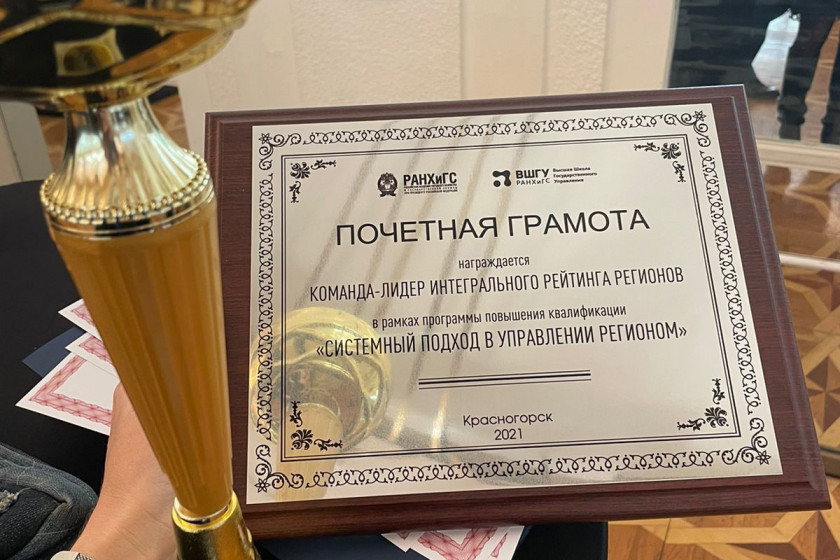 РАНХиГС
ВШГУ
РАНХиГС
Высшая Школа
Государственного
Управления
ПОЧЕТНАЯ ГРАМОТА
награждается
КОМАНДА-ЛИДЕР ИНТЕГРАЛЬНОГО РЕЙТИНГА РЕГИОНОВ
в рамках программы повышения квалификации
«СИСТЕМНЫЙ ПОДХОД В УПРАВЛЕНИИ РЕГИОНОМ»
Красногорск
2021